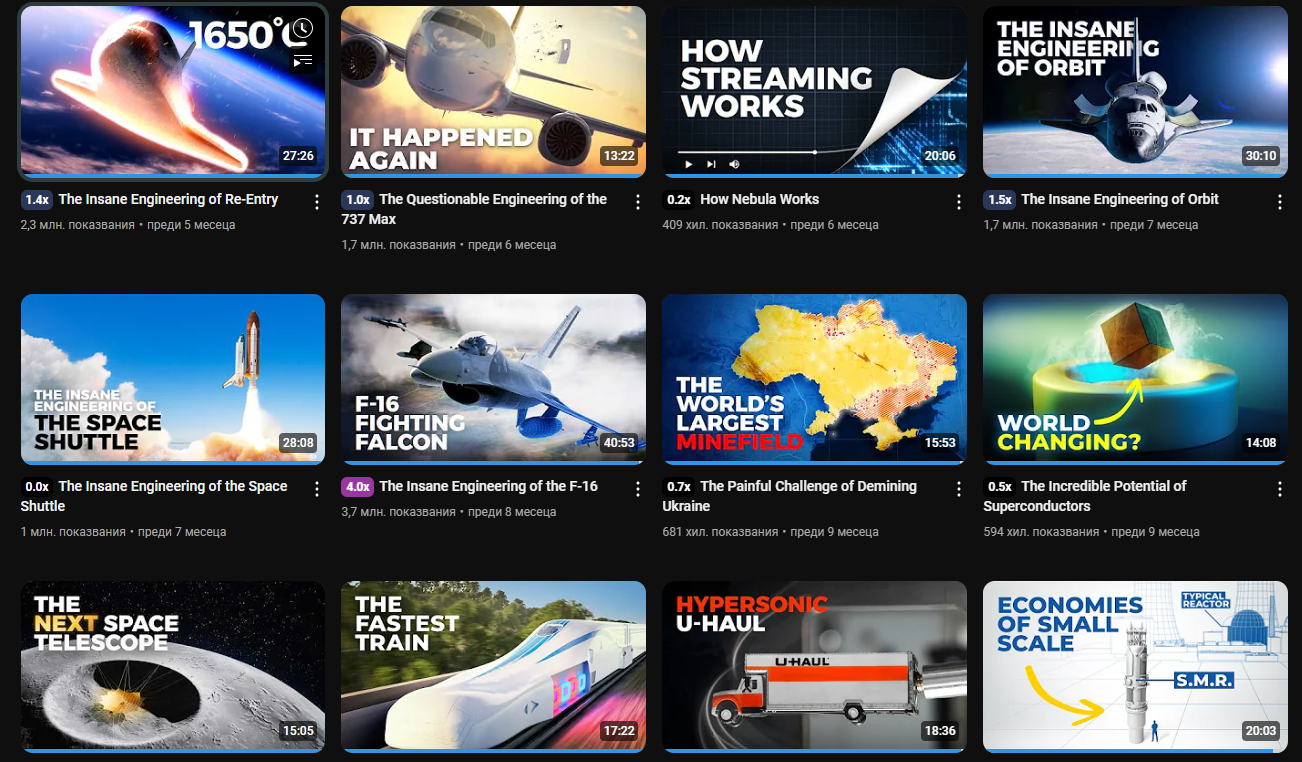 1650°C
27:26
IT HAPPENED
AGAIN
13:22
HOW
STREAMING
WORKS
20:06
THE INSANE
ENGINEERING
OF ORBIT
30:10
1.4x The Insane Engineering of Re-Entry
2,3 млн. показвания • преди 5 месеца
1.0x The Questionable Engineering of the
737 Max
1,7 млн. показвания • преди 6 месеца
0.2x How Nebula Works
409 хил. показвания • преди 6 месеца
1.5x The Insane Engineering of Orbit
1,7 млн. показвания • преди 7 месеца
THE INSANE
ENGINEERING OF
THE SPACE
SHUTTLE
28:08
F-16
FIGHTING
FALCON
40:53
THE
WORLD'S
LARGEST
MINEFIELD
15:53
WORLD
CHANGING?
14:08
0.0x The Insane Engineering of the Space
Shuttle
1 млн. показвания • преди 7 месеца
4.0x The Insane Engineering of the F-16
3,7 млн. показвания • преди 8 месеца
0.7x The Painful Challenge of Demining
Ukraine
681 хил. показвания • преди 9 месеца
0.5x The Incredible Potential of
Superconductors
594 хил. показвания • преди 9 месеца
THE
NEXT SPACE
TELESCOPE
15:05
THE
FASTEST
TRAIN
17:22
HYPERSONIC
U-HAUL
U-HAUL
18:36
ECONOMIES
OF SMALL
SCALE
TYPICAL
REACTOR
S.M.R.
20:03